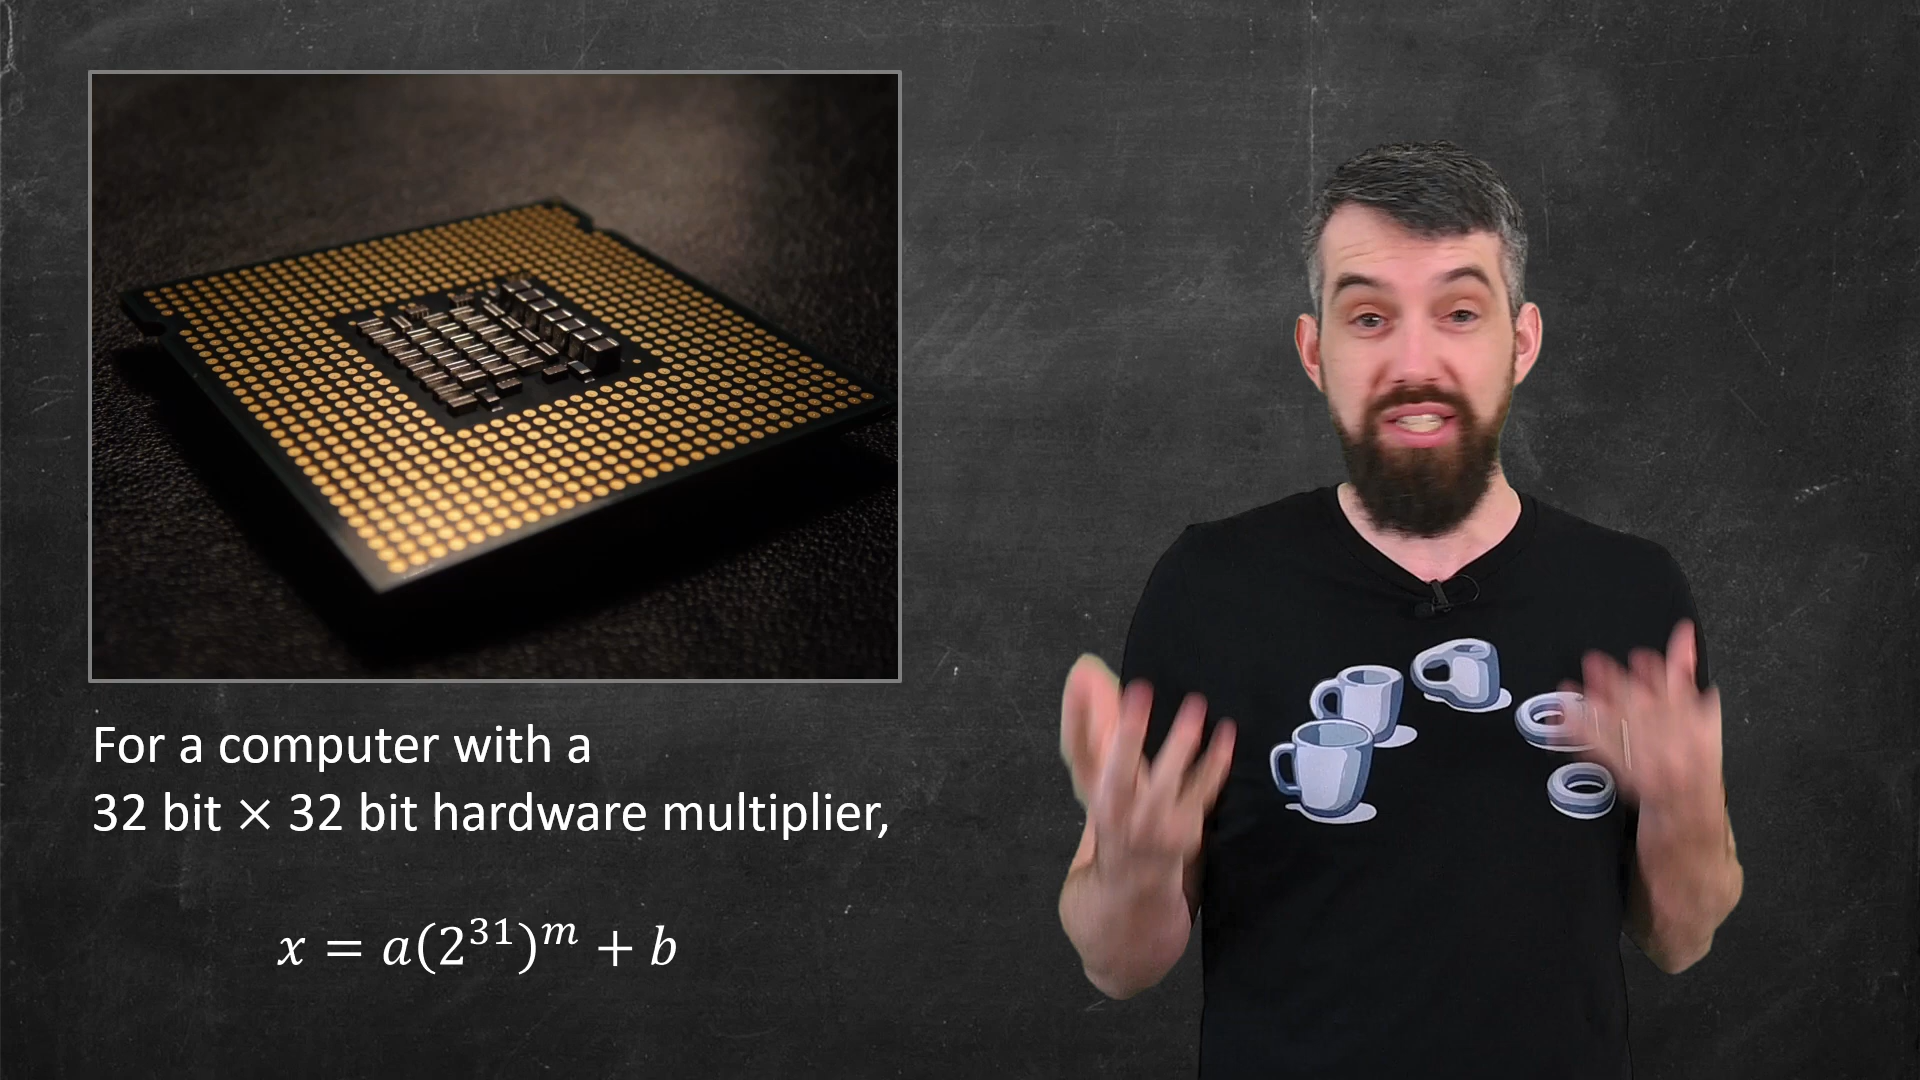 For a computer with a
32 bit × 32 bit hardware multiplier,
x = a(2³¹)ᵐ + b